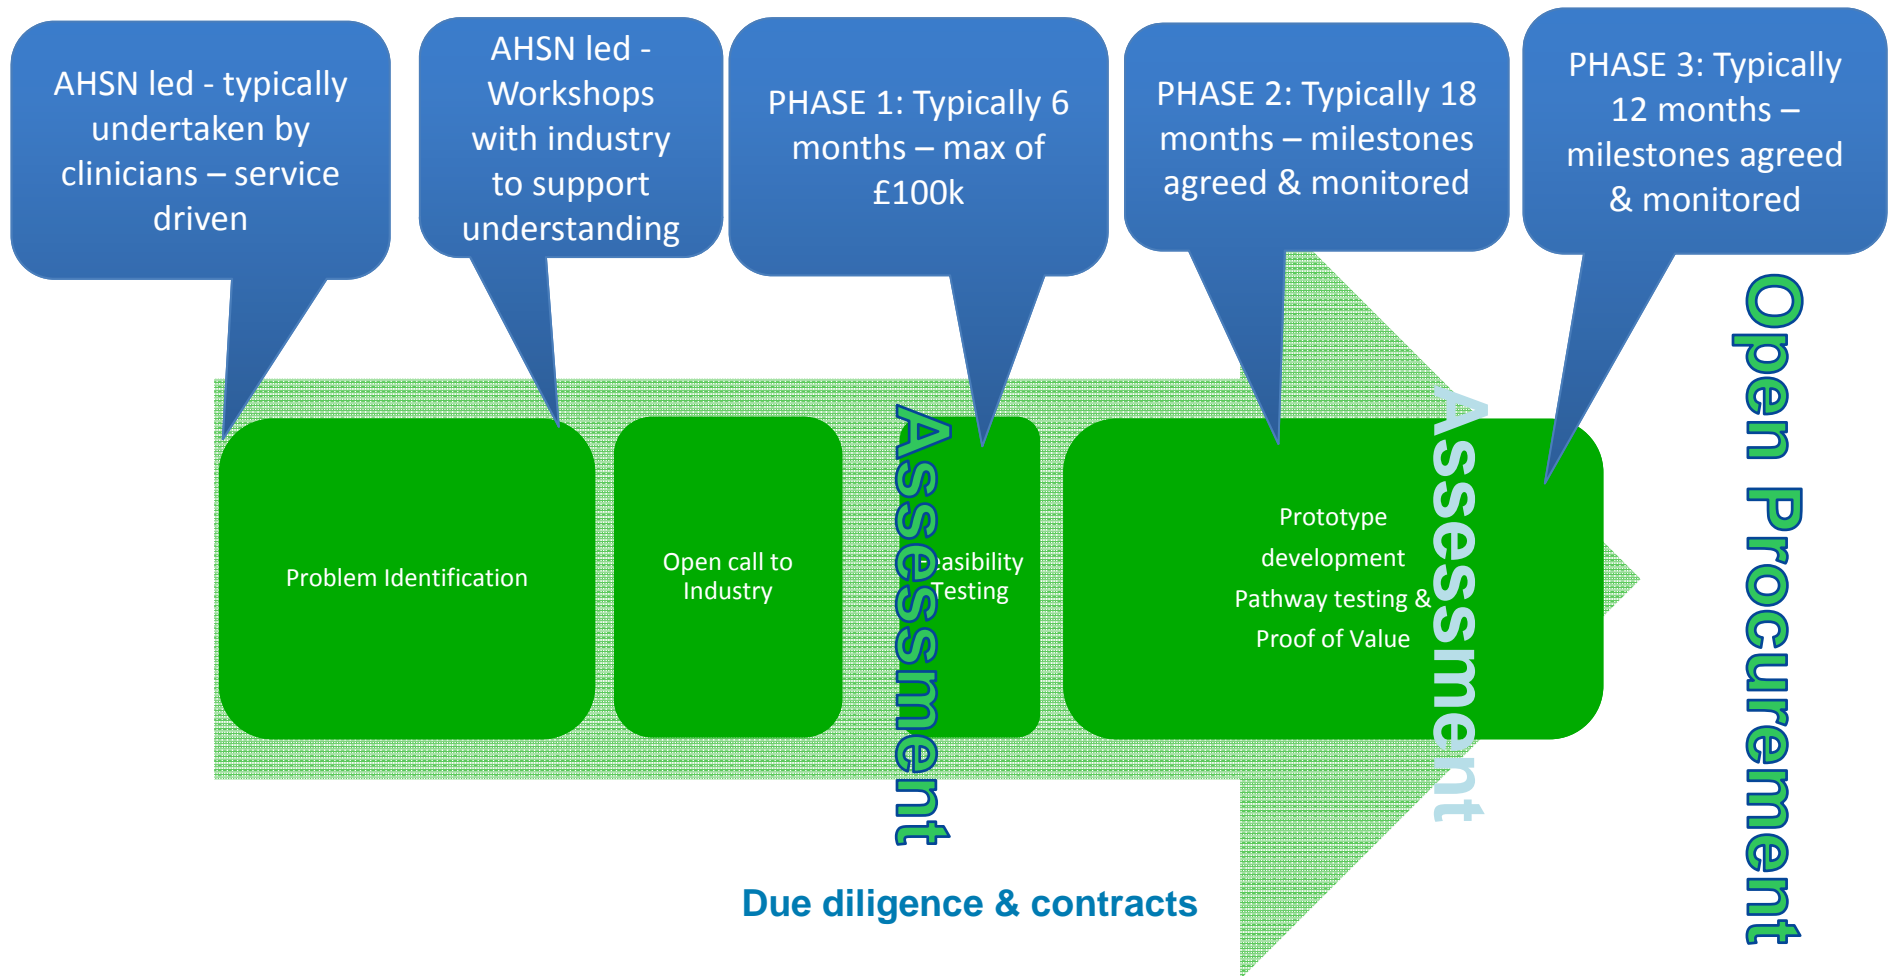 AHSN led - typically
undertaken by
clinicians – service
driven
AHSN led -
Workshops
with industry
to support
understanding
PHASE 1: Typically 6
months – max of
£100k
PHASE 2: Typically 18
months – milestones
agreed & monitored
PHASE 3: Typically
12 months –
milestones agreed
& monitored
Problem Identification
Open call to
Industry
Assessment
Feasibility
Testing
Prototype
development
Pathway testing &
Proof of Value
Assessment
Open Procurement
Due diligence & contracts